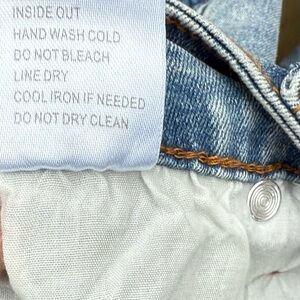 INSIDE OUT
HAND WASH COLD
DO NOT BLEACH
LINE DRY
COOL IRON IF NEEDED
DO NOT DRY CLEAN